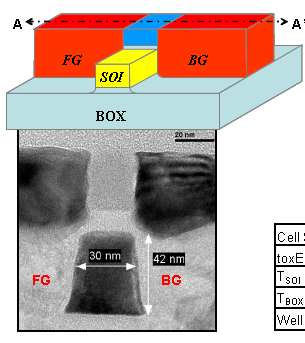 A A'
FG BG
SOI
BOX
20 nm
30 nm 42 nm
FG BG
Cell
toxE
TSOI
TBOX
Well